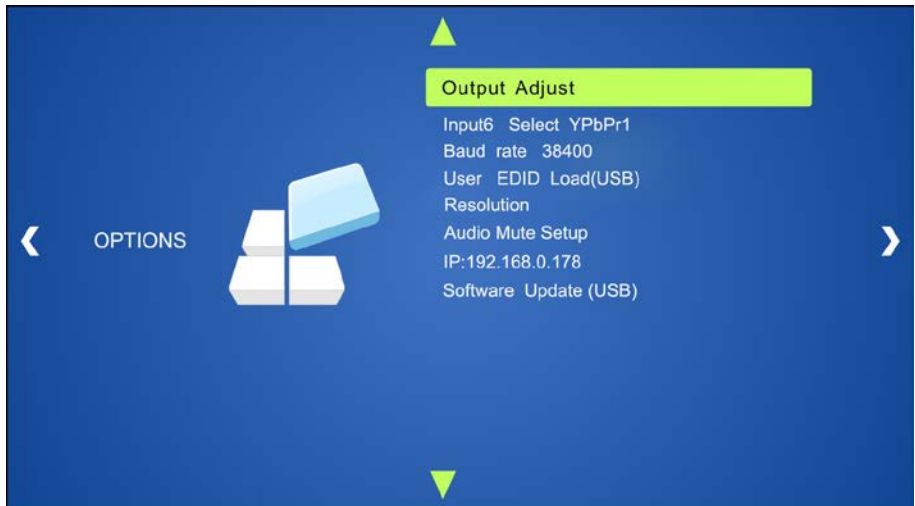 Output Adjust
Input6 Select YPbPr1
Baud rate 38400
User EDID Load(USB)
Resolution
OPTIONS
Audio Mute Setup
IP:192.168.0.178
Software Update (USB)